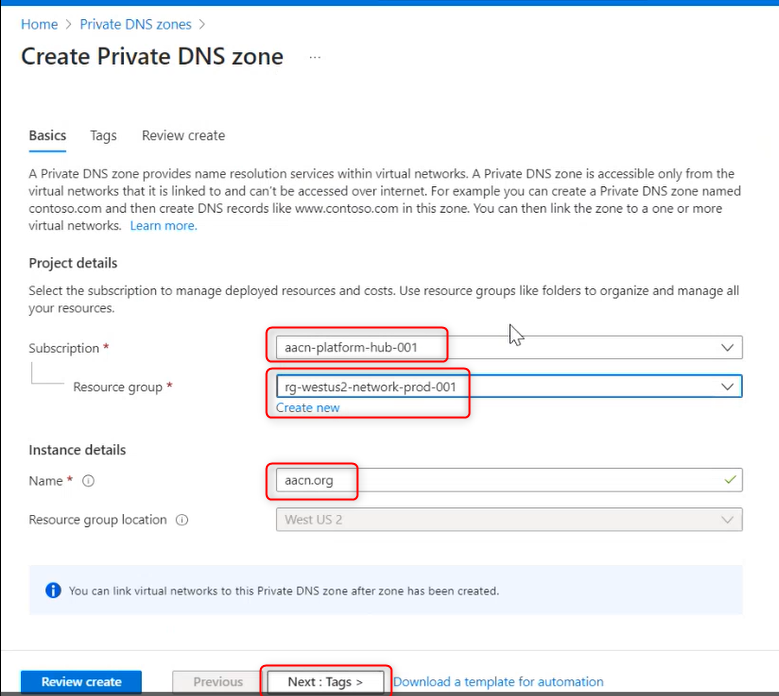 Home > Private DNS zones >
Create Private DNS zone ...
Basics Tags Review create
A Private DNS zone provides name resolution services within virtual networks. A Private DNS zone is accessible only from the
virtual networks that it is linked to and can't be accessed over internet. For example you can create a Private DNS zone named
contoso.com and then create DNS records like www.contoso.com in this zone. You can then link the zone to a one or more
virtual networks. Learn more.
Project details
Select the subscription to manage deployed resources and costs. Use resource groups like folders to organize and manage all
your resources.
Subscription *
aacn-platform-hub-001
Resource group *
rg-westus2-network-prod-001
Create new
Instance details
Name *
aacn.org
Resource group location
West US 2
You can link virtual networks to this Private DNS zone after zone has been created.
Review create
Previous
Next : Tags >
Download a template for automation